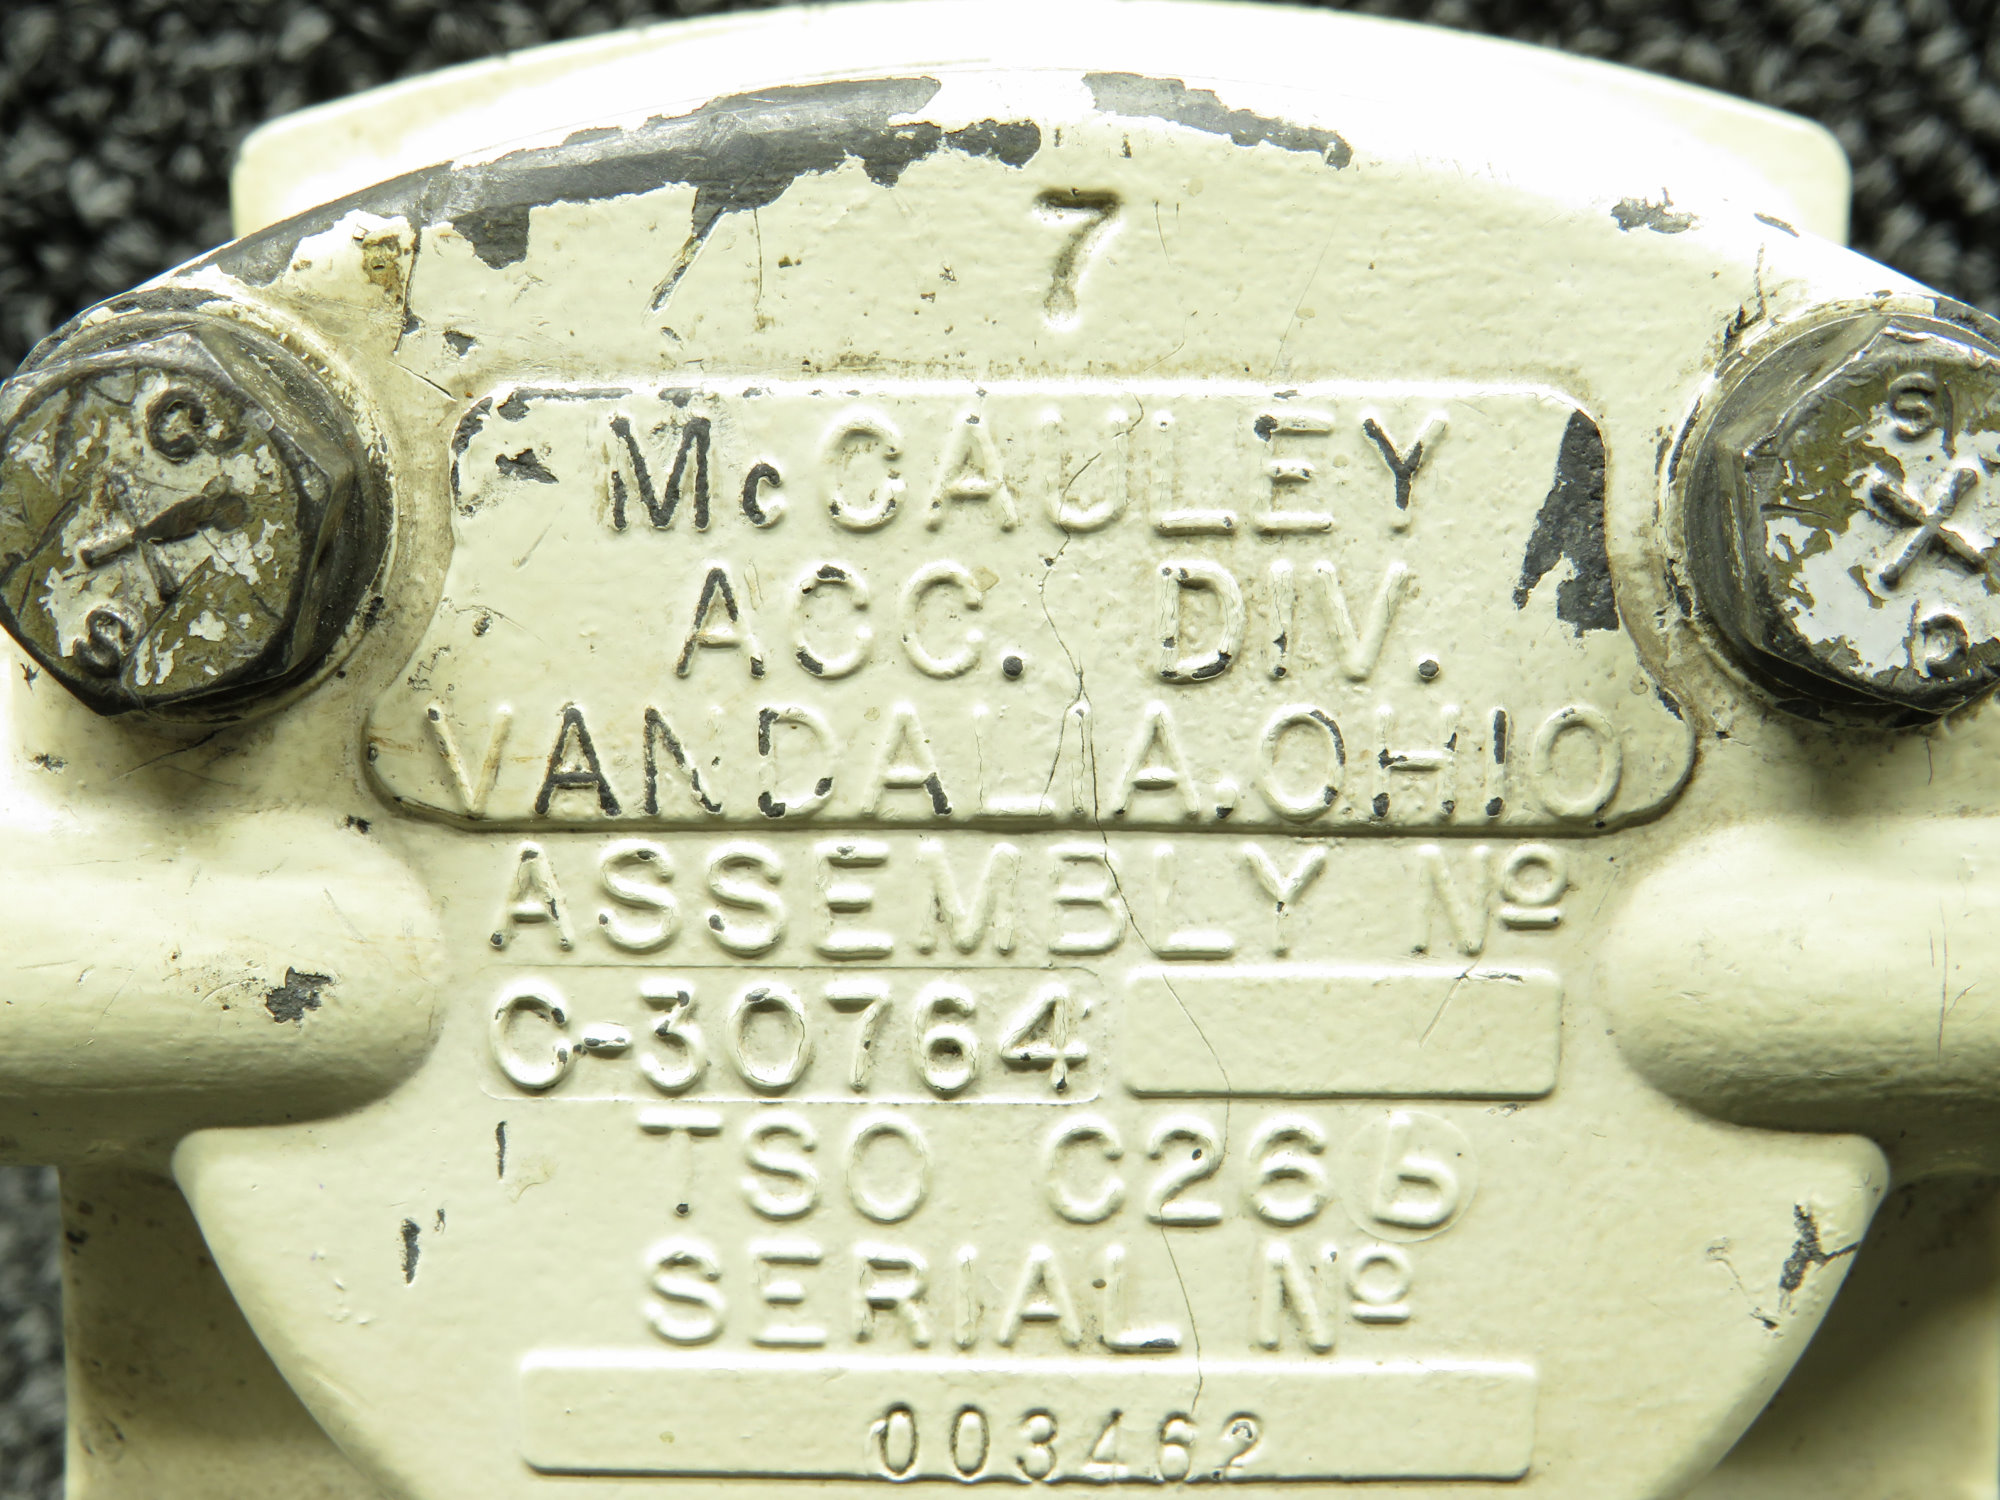 7
McCAULEY
ACC. DIV.
VANDALIA.OHIO
ASSEMBLY Nº
C-30764
TSO C26b
SERIAL Nº
003462
C
S
S
X
C